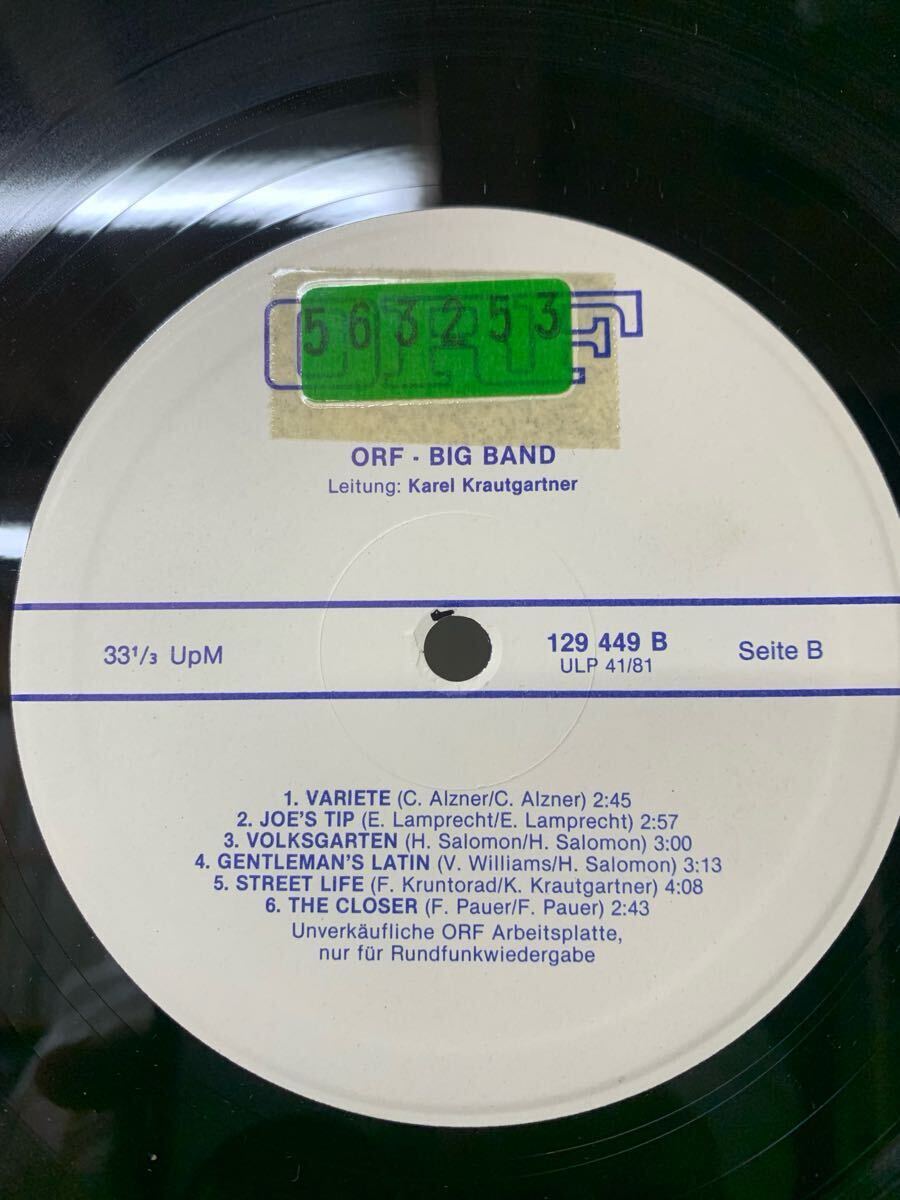 563253
ORF · BIG BAND
Leitung: Karel Krautgartner
33¹/₃ UpM
129 449 B
ULP 41/81
Seite B
1. VARIETE (C. Alzner/C. Alzner) 2:45
2. JOE'S TIP (E. Lamprecht/E. Lamprecht) 2:57
3. VOLKSGARTEN (H. Salomon/H. Salomon) 3:00
4. GENTLEMAN'S LATIN (V. Williams/H. Salomon) 3:13
5. STREET LIFE (F. Kruntorad/K. Krautgartner) 4:08
6. THE CLOSER (F. Pauer/F. Pauer) 2:43
Unverkäufliche ORF Arbeitsplatte,
nur für Rundfunkwiedergabe